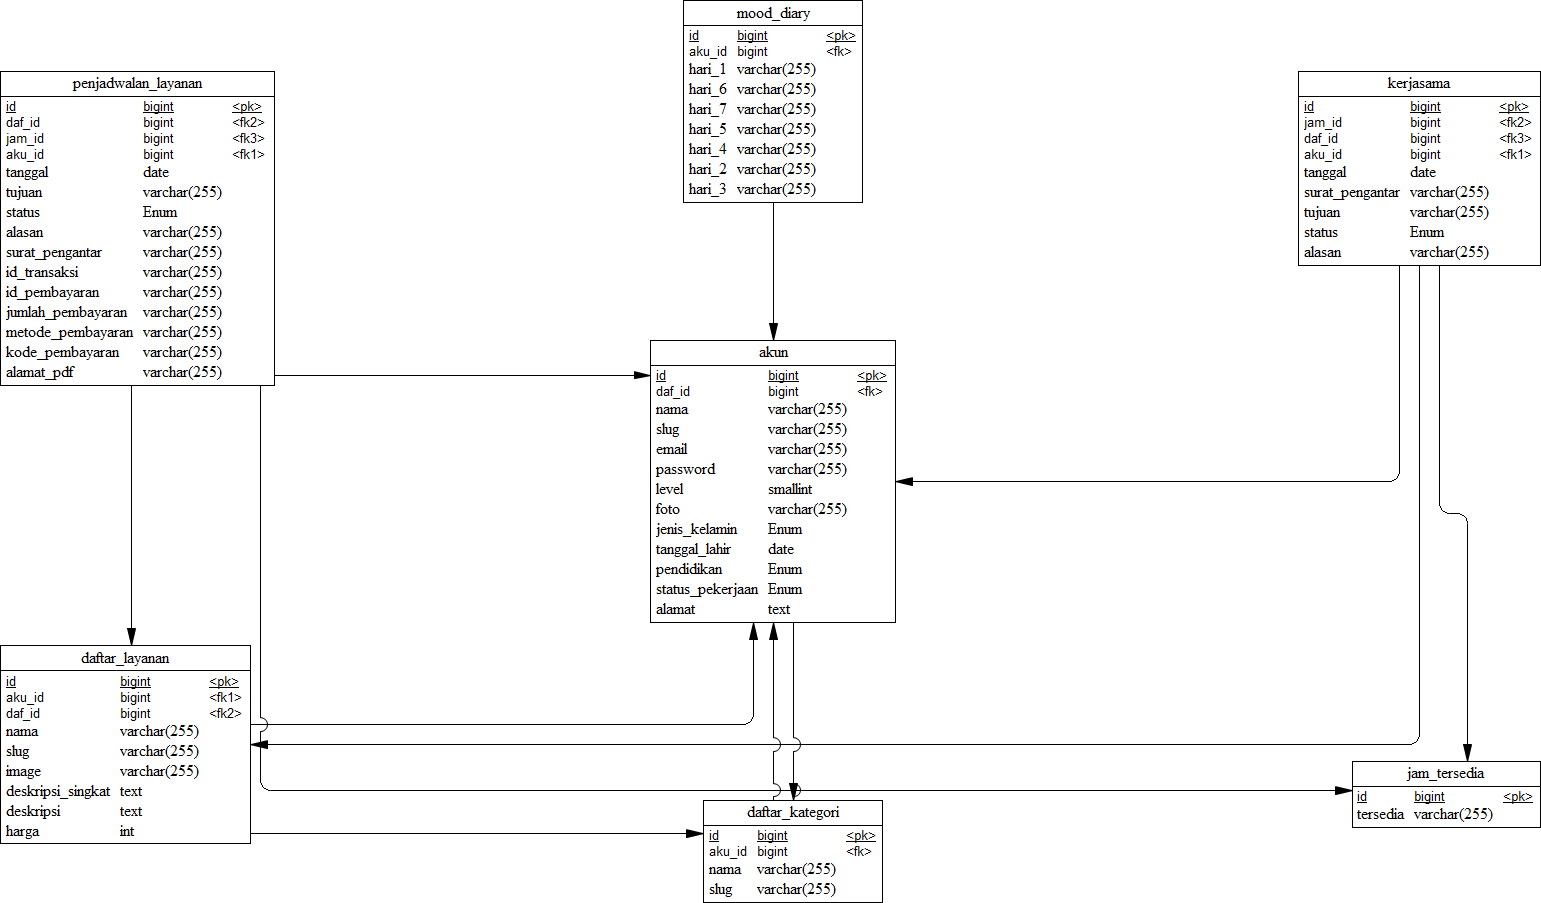 mood_diary
id bigint <pk>
aku_id bigint <fk>
hari_1 varchar(255)
hari_6 varchar(255)
hari_7 varchar(255)
hari_5 varchar(255)
hari_4 varchar(255)
hari_2 varchar(255)
hari_3 varchar(255)
penjadwalan_layanan
id bigint <pk>
daf_id bigint <fk2>
jam_id bigint <fk3>
aku_id bigint <fk1>
tanggal date
tujuan varchar(255)
status Enum
alasan varchar(255)
surat_pengantar varchar(255)
id_transaksi varchar(255)
id_pembayaran varchar(255)
jumlah_pembayaran varchar(255)
metode_pembayaran varchar(255)
kode_pembayaran varchar(255)
alamat_pdf varchar(255)
kerjasama
id bigint <pk>
jam_id bigint <fk2>
daf_id bigint <fk3>
aku_id bigint <fk1>
tanggal date
surat_pengantar varchar(255)
tujuan varchar(255)
status Enum
alasan varchar(255)
akun
id bigint <pk>
daf_id bigint <fk>
nama varchar(255)
slug varchar(255)
email varchar(255)
password varchar(255)
level smallint
foto varchar(255)
jenis_kelamin Enum
tanggal_lahir date
pendidikan Enum
status_pekerjaan Enum
alamat text
daftar_layanan
id bigint <pk>
aku_id bigint <fk1>
daf_id bigint <fk2>
nama varchar(255)
slug varchar(255)
image varchar(255)
deskripsi_singkat text
deskripsi text
harga int
jam_tersedia
id bigint <pk>
tersedia varchar(255)
daftar_kategori
id bigint <pk>
aku_id bigint <fk>
nama varchar(255)
slug varchar(255)